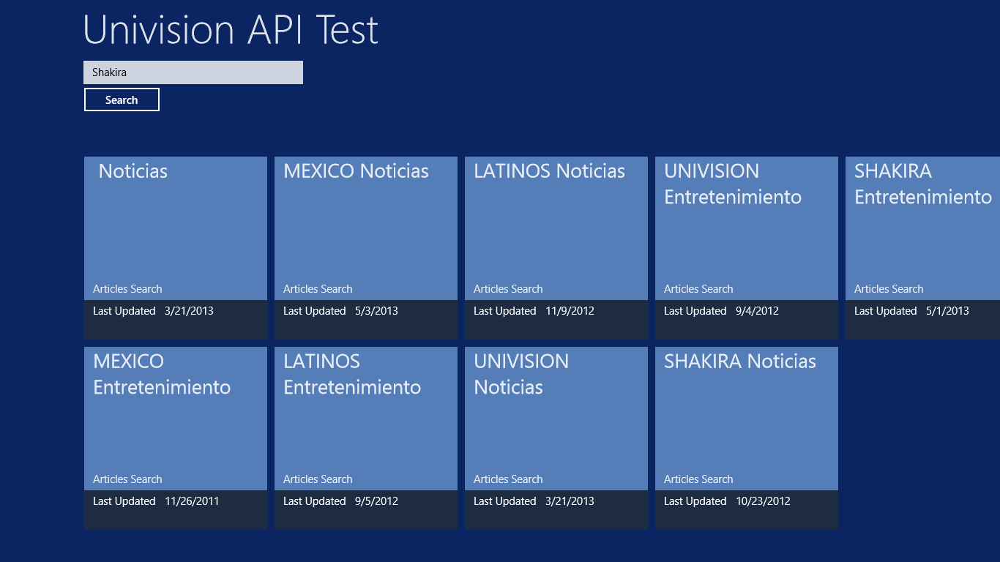 Univision API Test
Shakira
Search
Noticias
Articles Search
Last Updated 3/21/2013
MEXICO Noticias
Articles Search
Last Updated 5/3/2013
LATINOS Noticias
Articles Search
Last Updated 11/9/2012
UNIVISION
Entretenimiento
Articles Search
Last Updated 9/4/2012
SHAKIRA
Entretenimiento
Articles Search
Last Updated 5/1/2013
MEXICO
Entretenimiento
Articles Search
Last Updated 11/26/2011
LATINOS
Entretenimiento
Articles Search
Last Updated 9/5/2012
UNIVISION
Noticias
Articles Search
Last Updated 3/21/2013
SHAKIRA Noticias
Articles Search
Last Updated 10/23/2012